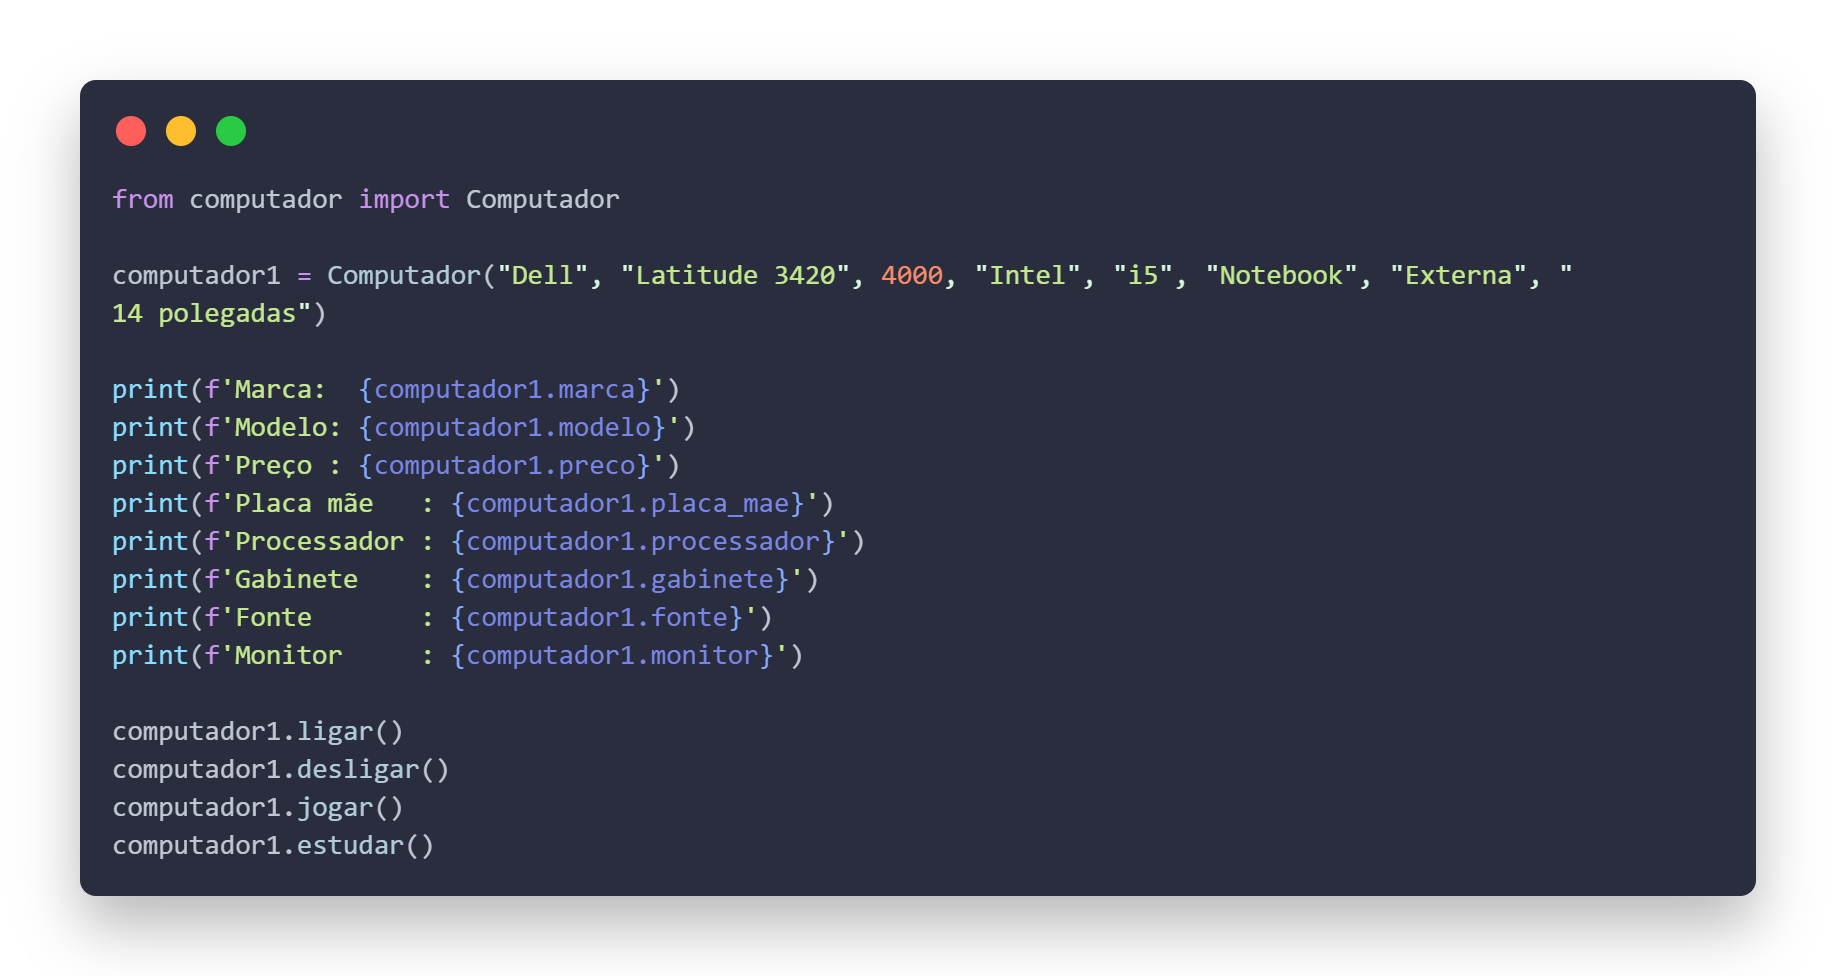 from computador import Computador
computador1 = Computador("Dell", "Latitude 3420", 4000, "Intel", "i5", "Notebook", "Externa", "
14 polegadas")
print(f'Marca:  {computador1.marca}')
print(f'Modelo: {computador1.modelo}')
print(f'Preço : {computador1.preco}')
print(f'Placa mãe   : {computador1.placa_mae}')
print(f'Processador : {computador1.processador}')
print(f'Gabinete    : {computador1.gabinete}')
print(f'Fonte       : {computador1.fonte}')
print(f'Monitor     : {computador1.monitor}')
computador1.ligar()
computador1.desligar()
computador1.jogar()
computador1.estudar()